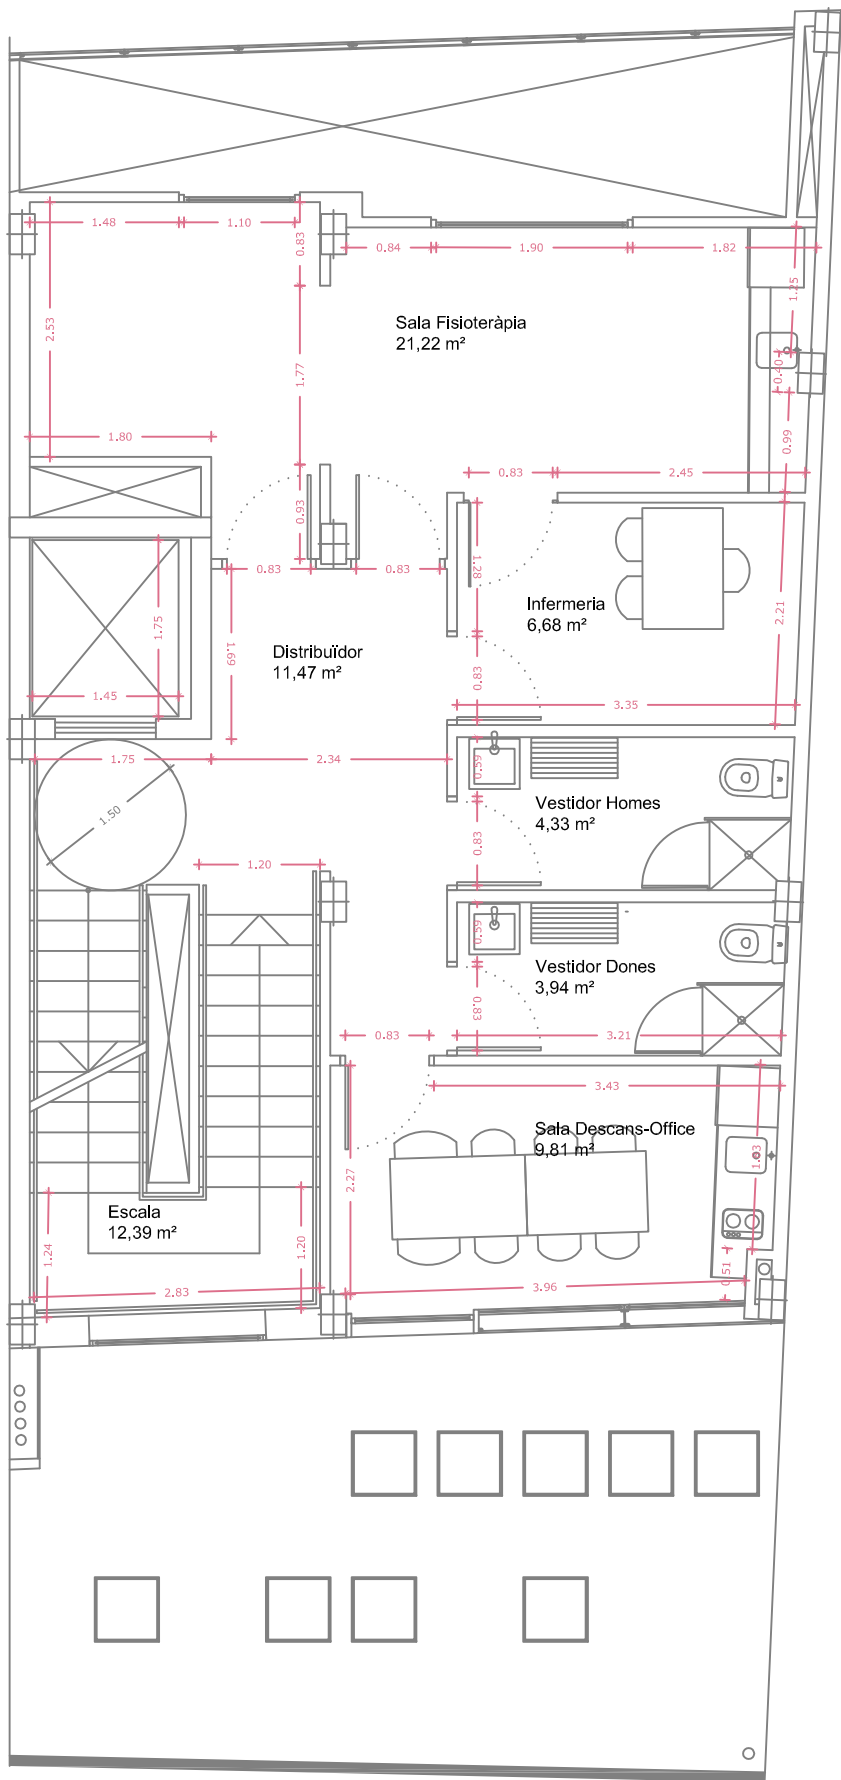 1.48
1.10
0.83
0.84
1.90
1.82
1.25
2.53
Sala Fisioteràpia
21,22 m²
1.77
0.40
1.80
0.99
0.83
2.45
0.93
0.83
0.83
1.28
Infermeria
6,68 m²
2.21
1.75
1.69
Distribuïdor
11,47 m²
0.83
1.45
3.35
1.75
2.34
0.59
1.50
Vestidor Homes
4,33 m²
0.83
1.20
0.59
Vestidor Dones
3,94 m²
0.83
0.83
3.21
3.43
Sala Descans-Office
9,81 m²
2.27
Escala
12,39 m²
1.24
1.20
0.51
2.83
3.96